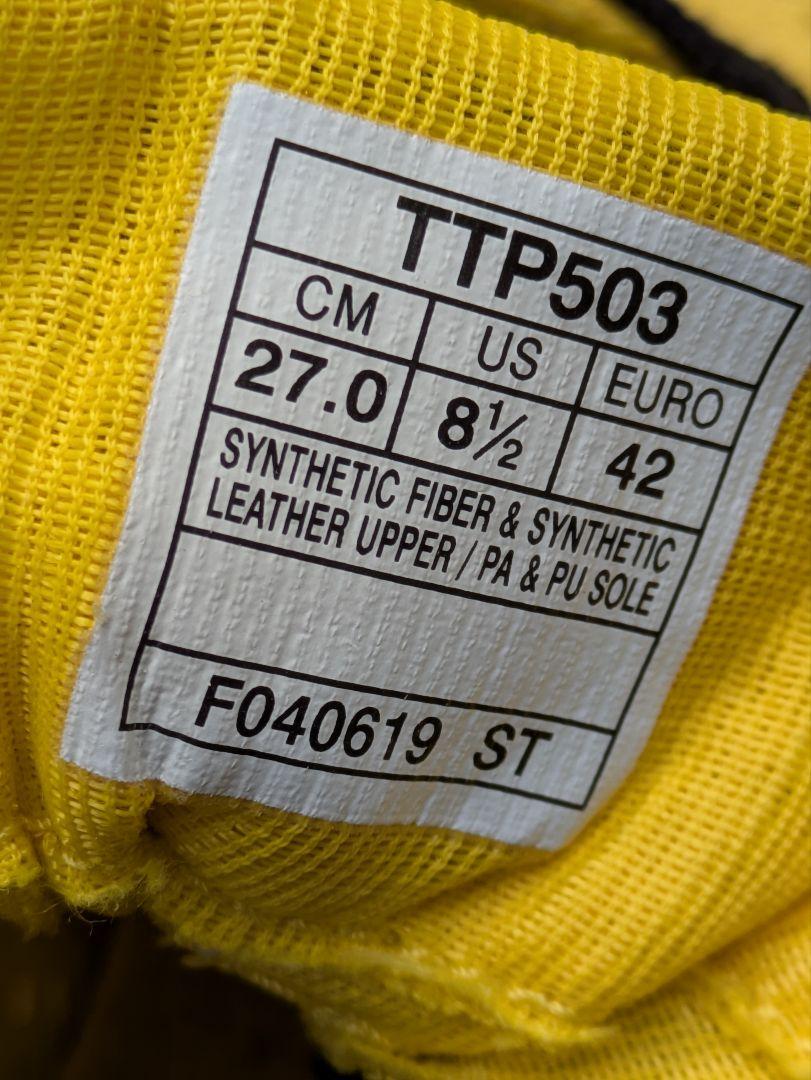 TTP503
CM US EURO
27.0 8½ 42
SYNTHETIC FIBER & SYNTHETIC
LEATHER UPPER / PA & PU SOLE
F040619 ST